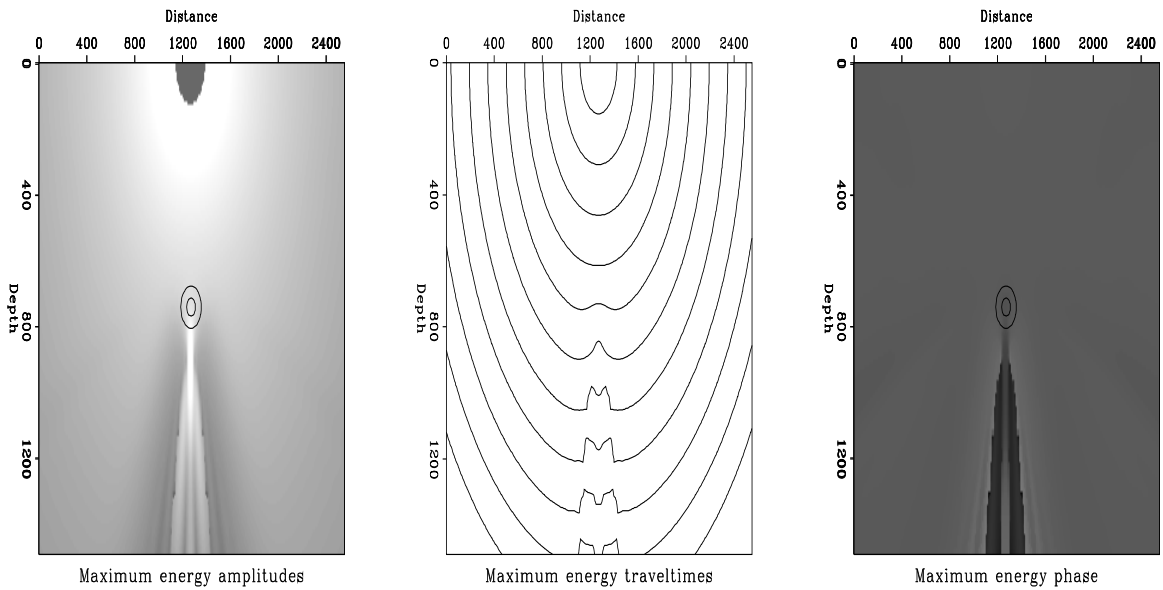 Distance
0 400 800 1200 1600 2000 2400
0
400
800
1200
Depth
Maximum energy amplitudes
Distance
0 400 800 1200 1600 2000 2400
0
400
800
1200
Depth
Maximum energy traveltimes
Distance
0 400 800 1200 1600 2000 2400
0
400
800
1200
Depth
Maximum energy phase